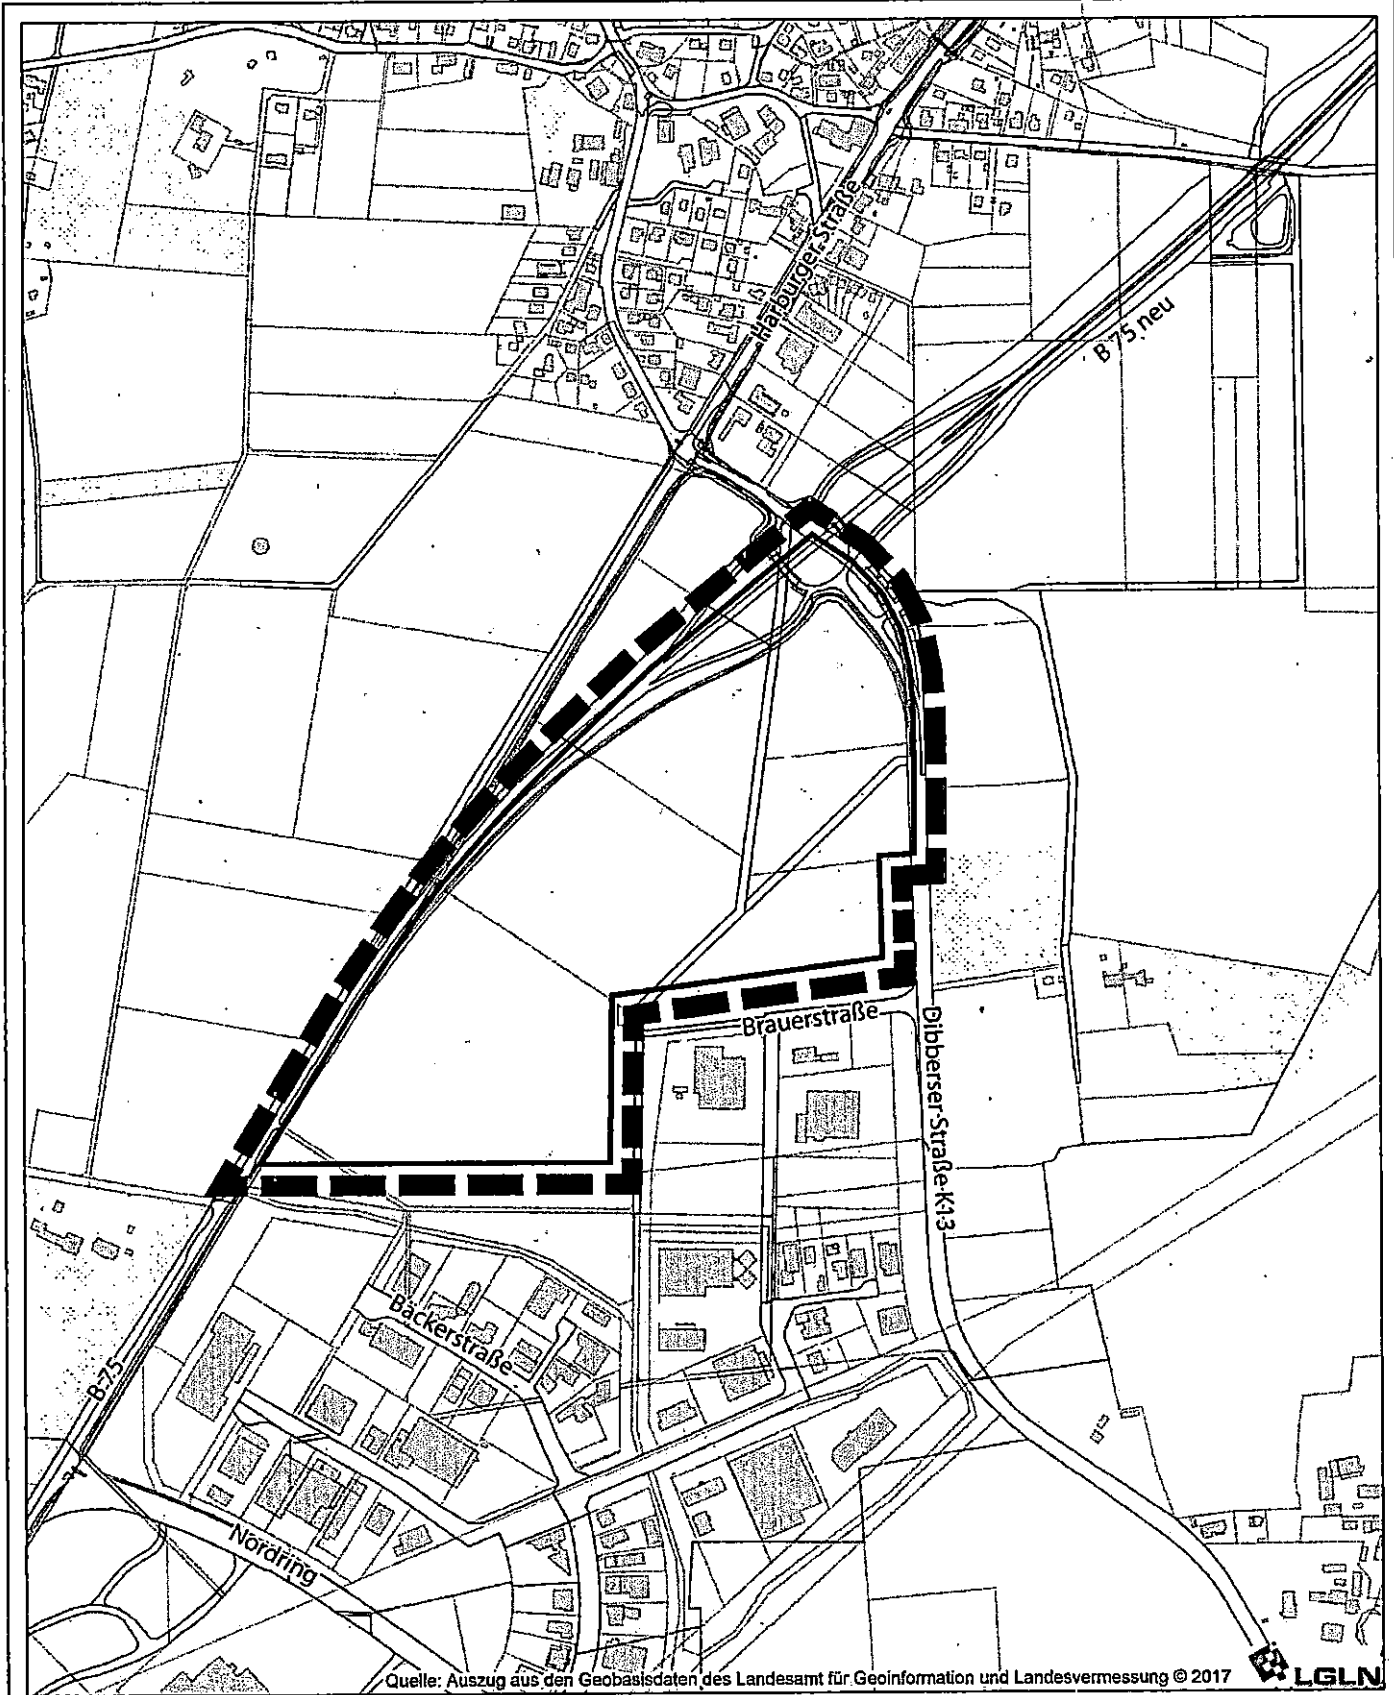 Harburger-Straße
B 75 neu
Brauerstraße
Dibberser-Straße-K13
Bäckerstraße
B-75
Nordring
Quelle: Auszug aus den Geobasisdaten des Landesamt für Geoinformation und Landesvermessung © 2017
LGLN